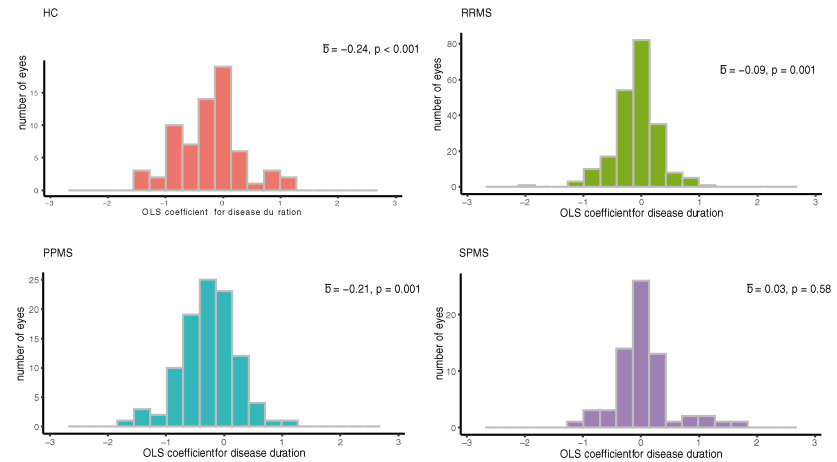 HC
b̅ = −0.24, p < 0.001
number of eyes
15
10
5
0
−3 −2 −1 0 1 2 3
OLS coefficient for disease du ration
RRMS
b̅ = −0.09, p = 0.001
number of eyes
80
60
40
20
0
−3 −2 −1 0 1 2 3
OLS coefficientfor disease duration
PPMS
b̅ = −0.21, p = 0.001
number of eyes
25
20
15
10
5
0
−3 −2 −1 0 1 2 3
OLS coefficientfor disease duration
SPMS
b̅ = 0.03, p = 0.58
number of eyes
20
10
0
−3 −2 −1 0 1 2 3
OLS coefficientfor disease duration